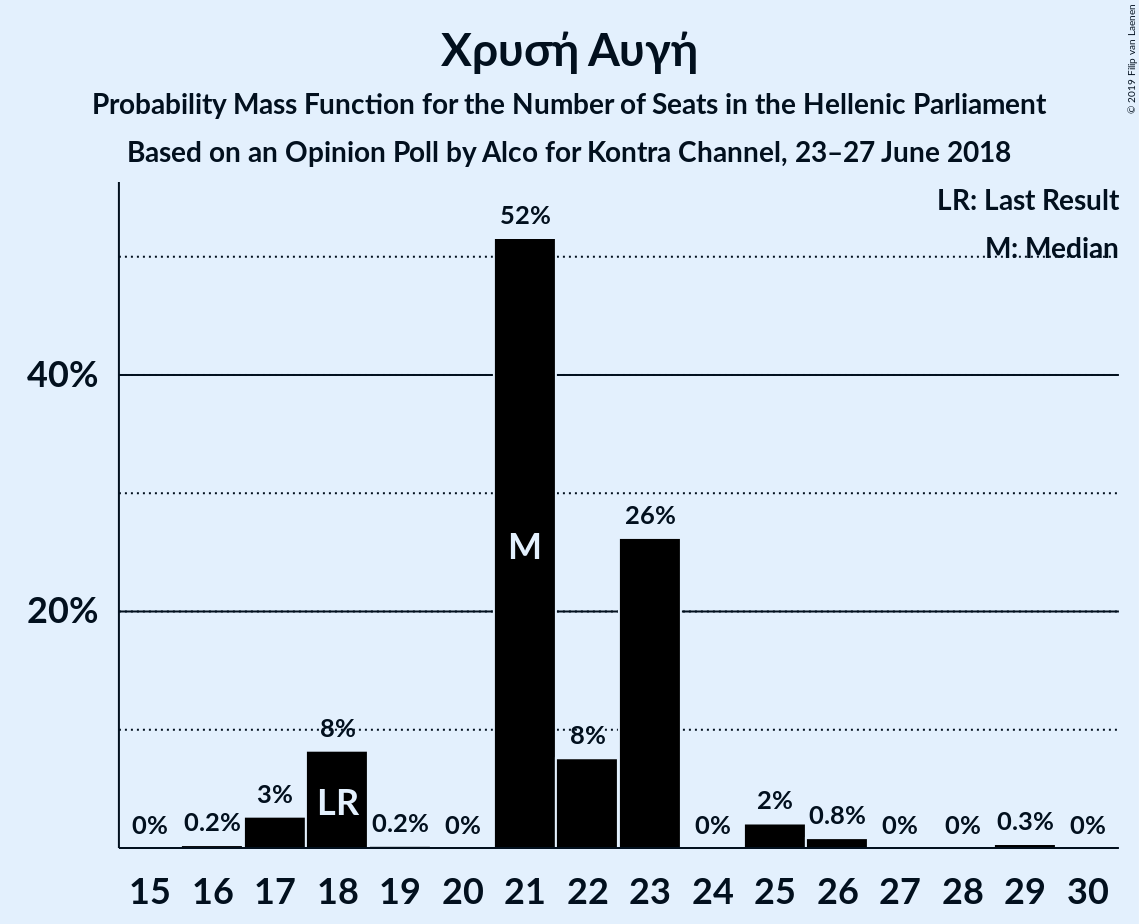 © 2019 Filip van Laenen
Χρυσή Αυγή
Probability Mass Function for the Number of Seats in the Hellenic Parliament
Based on an Opinion Poll by Alco for Kontra Channel, 23–27 June 2018
LR: Last Result
M: Median
40%
20%
0% 0.2% 3% 8% 0.2% 0% 52% 8% 26% 0% 2% 0.8% 0% 0% 0.3% 0%
LR M
15 16 17 18 19 20 21 22 23 24 25 26 27 28 29 30